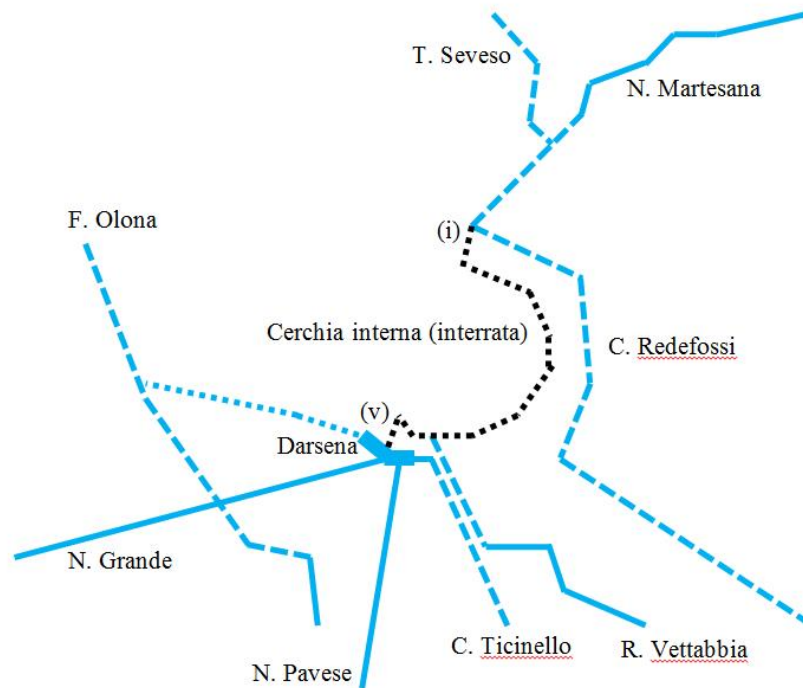 T. Seveso
N. Martesana
F. Olona
(i)
Cerchia interna (interrata)
C. Redefossi
(v)
Darsena
N. Grande
C. Ticinello
R. Vettabbia
N. Pavese